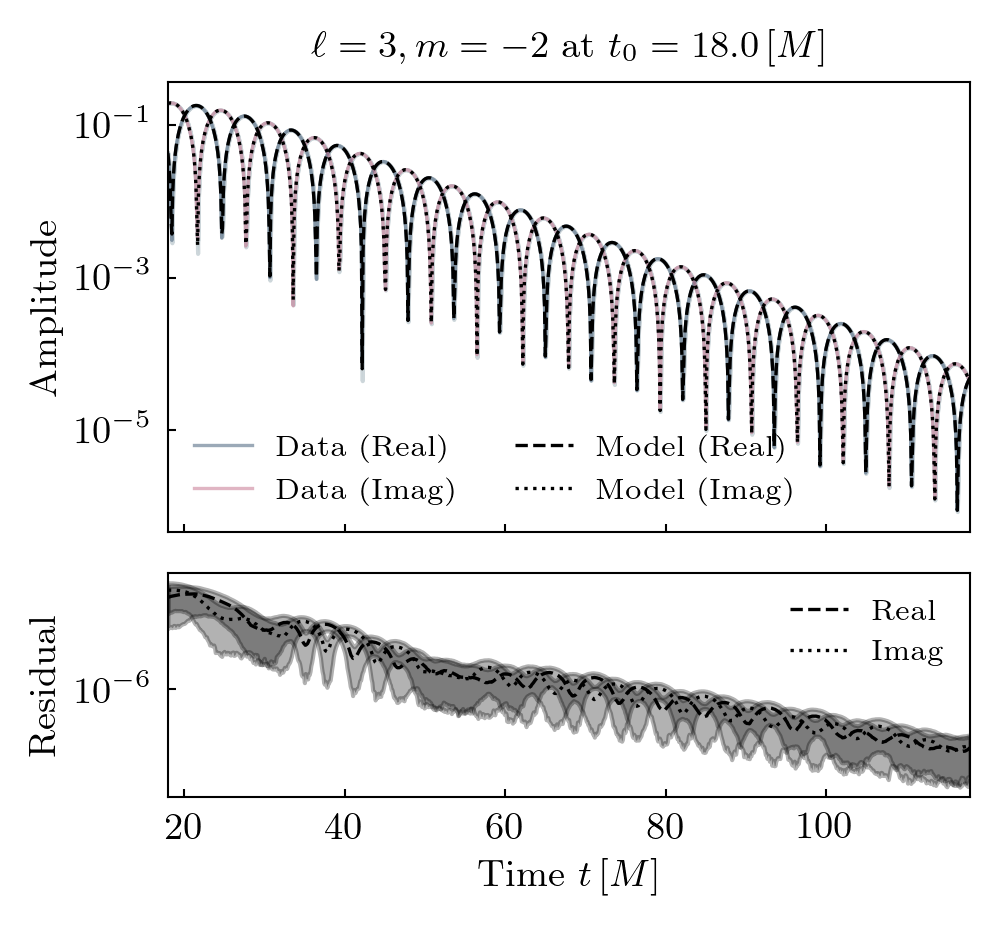 ℓ = 3, m = −2 at t₀ = 18.0 [M]
Amplitude
10⁻¹
10⁻³
10⁻⁵
Data (Real)
Data (Imag)
Model (Real)
Model (Imag)
Residual
10⁻⁶
Real
Imag
20 40 60 80 100
Time t [M]